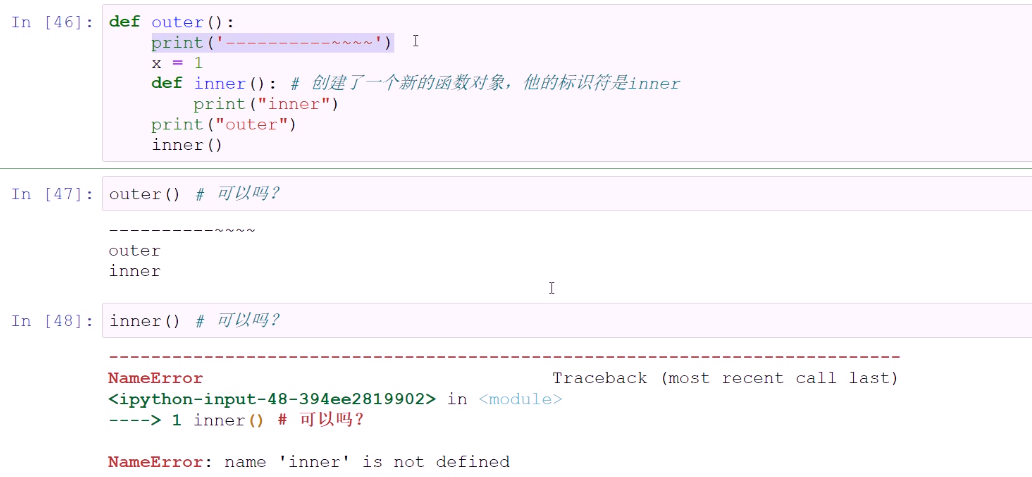 In [46]: def outer():
    print('----------~~~~')
    x = 1
    def inner(): # 创建了一个新的函数对象，他的标识符是inner
        print("inner")
    print("outer")
    inner()
In [47]: outer() # 可以吗？
----------~~~~
outer
inner
In [48]: inner() # 可以吗？
---------------------------------------------------------------------------
NameError                                 Traceback (most recent call last)
<ipython-input-48-394ee2819902> in <module>
----> 1 inner() # 可以吗？
NameError: name 'inner' is not defined